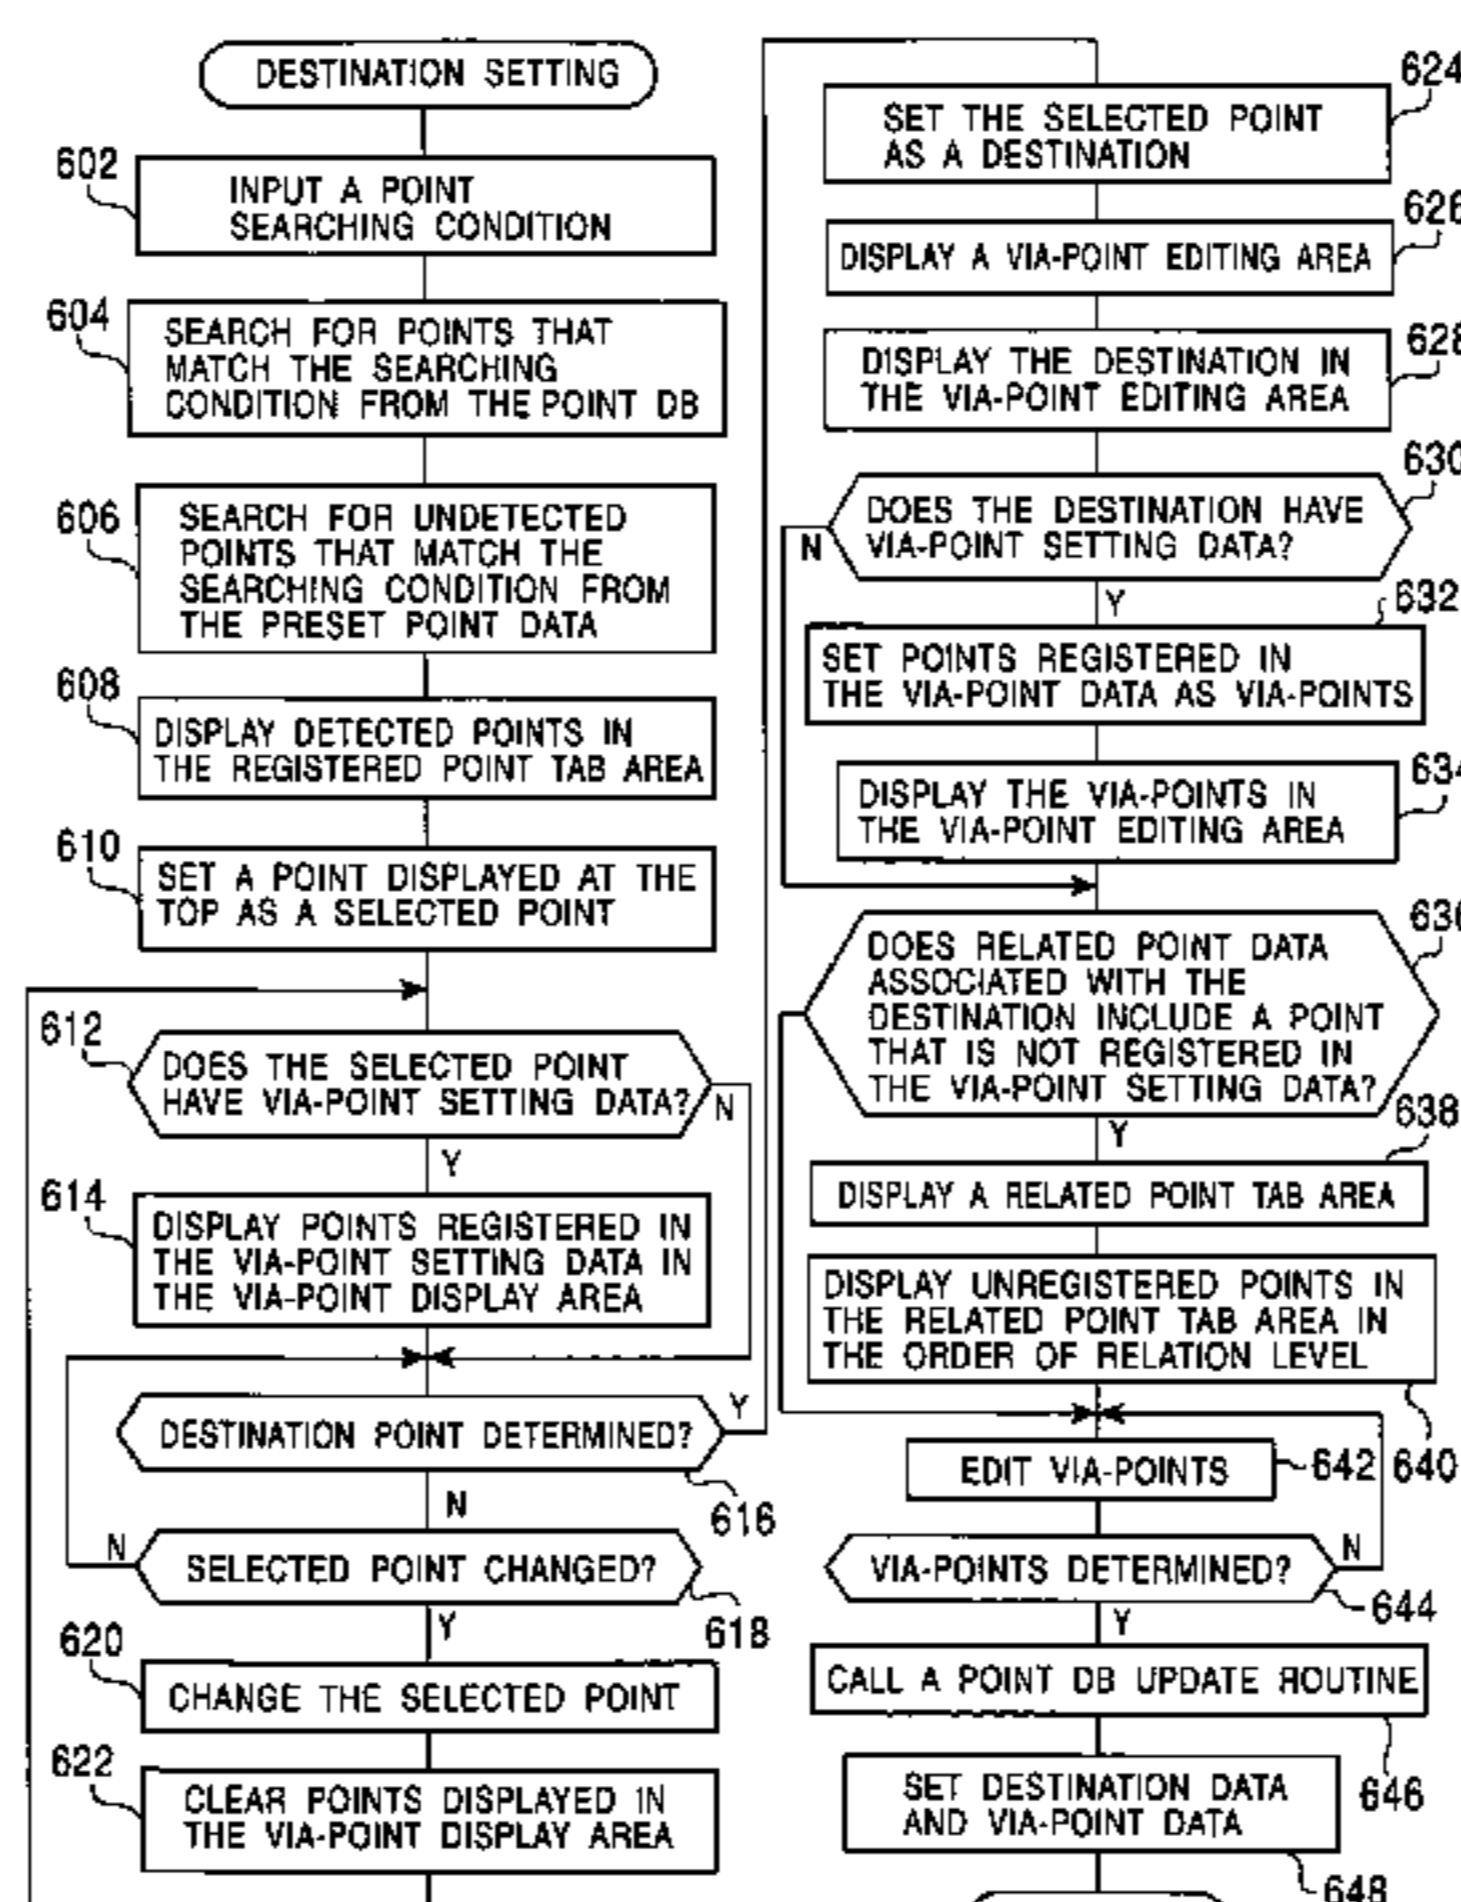 DESTINATION SETTING
602
INPUT A POINT
SEARCHING CONDITION
604
SEARCH FOR POINTS THAT
MATCH THE SEARCHING
CONDITION FROM THE POINT DB
606
SEARCH FOR UNDETECTED
POINTS THAT MATCH THE
SEARCHING CONDITION FROM
THE PRESET POINT DATA
608
DISPLAY DETECTED POINTS IN
THE REGISTERED POINT TAB AREA
610
SET A POINT DISPLAYED AT THE
TOP AS A SELECTED POINT
612
DOES THE SELECTED POINT
HAVE VIA-POINT SETTING DATA?
N
Y
614
DISPLAY POINTS REGISTERED IN
THE VIA-POINT SETTING DATA IN
THE VIA-POINT DISPLAY AREA
DESTINATION POINT DETERMINED?
Y
616
N
SELECTED POINT CHANGED?
N
618
Y
620
CHANGE THE SELECTED POINT
622
CLEAR POINTS DISPLAYED IN
THE VIA-POINT DISPLAY AREA
624
SET THE SELECTED POINT
AS A DESTINATION
626
DISPLAY A VIA-POINT EDITING AREA
628
DISPLAY THE DESTINATION IN
THE VIA-POINT EDITING AREA
630
DOES THE DESTINATION HAVE
VIA-POINT SETTING DATA?
N
Y
632
SET POINTS REGISTERED IN
THE VIA-POINT DATA AS VIA-POINTS
634
DISPLAY THE VIA-POINTS IN
THE VIA-POINT EDITING AREA
636
DOES RELATED POINT DATA
ASSOCIATED WITH THE
DESTINATION INCLUDE A POINT
THAT IS NOT REGISTERED IN
THE VIA-POINT SETTING DATA?
Y
638
DISPLAY A RELATED POINT TAB AREA
DISPLAY UNREGISTERED POINTS IN
THE RELATED POINT TAB AREA IN
THE ORDER OF RELATION LEVEL
640
EDIT VIA-POINTS
642
VIA-POINTS DETERMINED?
N
644
Y
CALL A POINT DB UPDATE ROUTINE
646
SET DESTINATION DATA
AND VIA-POINT DATA
648